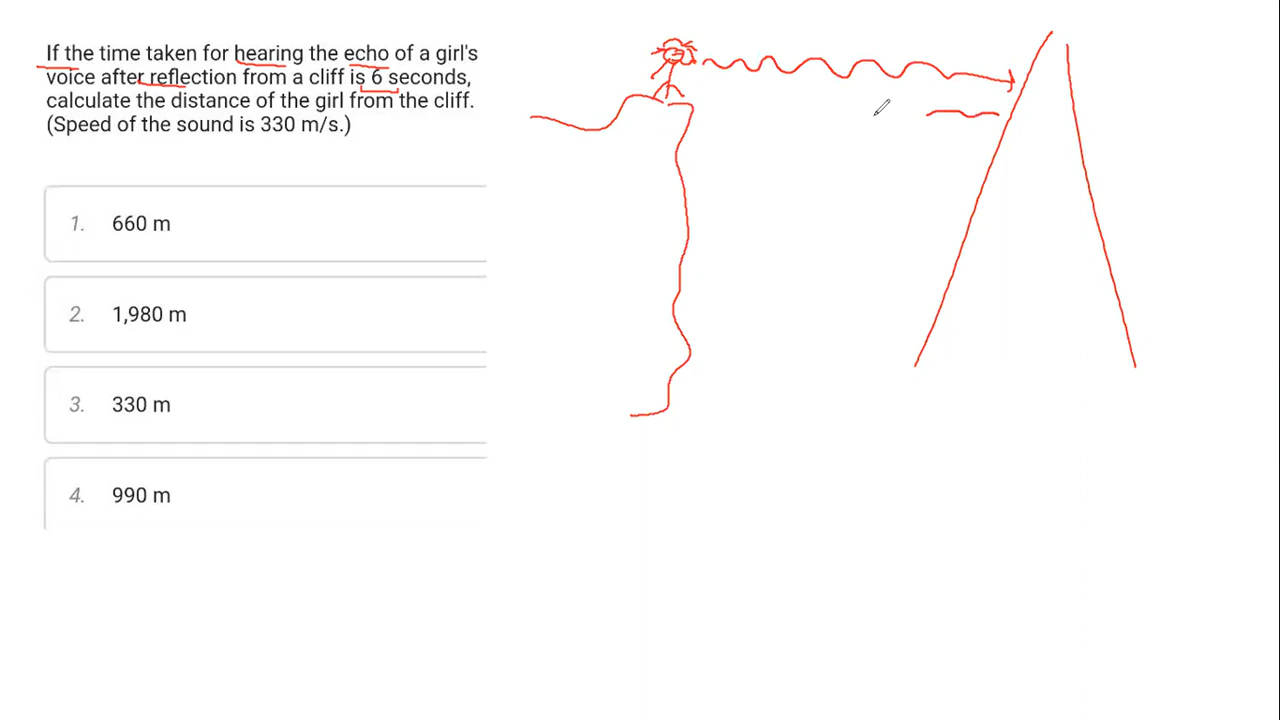 If the time taken for hearing the echo of a girl's
voice after reflection from a cliff is 6 seconds,
calculate the distance of the girl from the cliff.
(Speed of the sound is 330 m/s.)
1. 660 m
2. 1,980 m
3. 330 m
4. 990 m